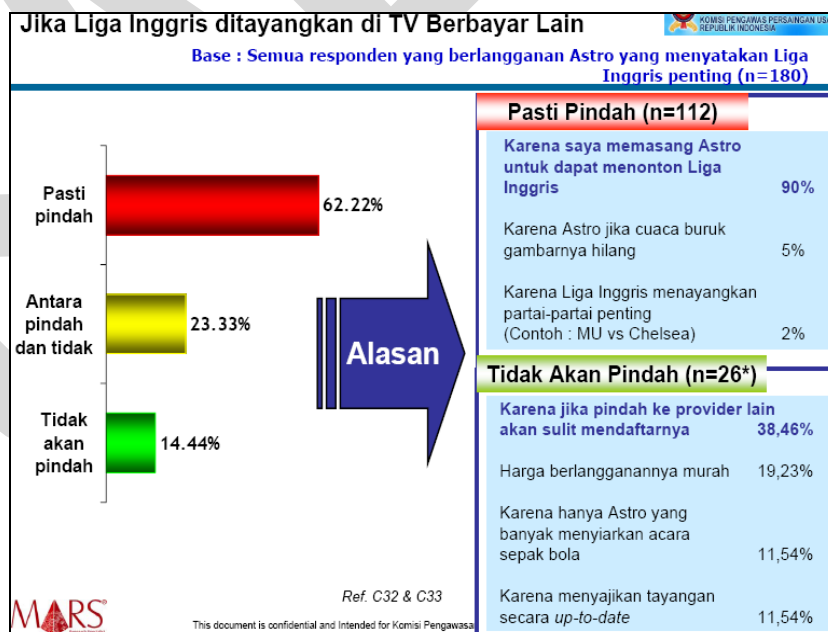 Jika Liga Inggris ditayangkan di TV Berbayar Lain
KOMISI PENGAWAS PERSAINGAN USA
REPUBLIK INDONESIA
Base : Semua responden yang berlangganan Astro yang menyatakan Liga
Inggris penting (n=180)
Pasti
pindah
62.22%
Antara
pindah
dan tidak
23.33%
Tidak
akan
pindah
14.44%
Alasan
Pasti Pindah (n=112)
Karena saya memasang Astro
untuk dapat menonton Liga
Inggris 90%
Karena Astro jika cuaca buruk
gambarnya hilang 5%
Karena Liga Inggris menayangkan
partai-partai penting
(Contoh : MU vs Chelsea) 2%
Tidak Akan Pindah (n=26*)
Karena jika pindah ke provider lain
akan sulit mendaftarnya 38,46%
Harga berlangganannya murah 19,23%
Karena hanya Astro yang
banyak menyiarkan acara
sepak bola 11,54%
Karena menyajikan tayangan
secara up-to-date 11,54%
Ref. C32 & C33
MARS
This document is confidential and Intended for Komisi Pengawasa